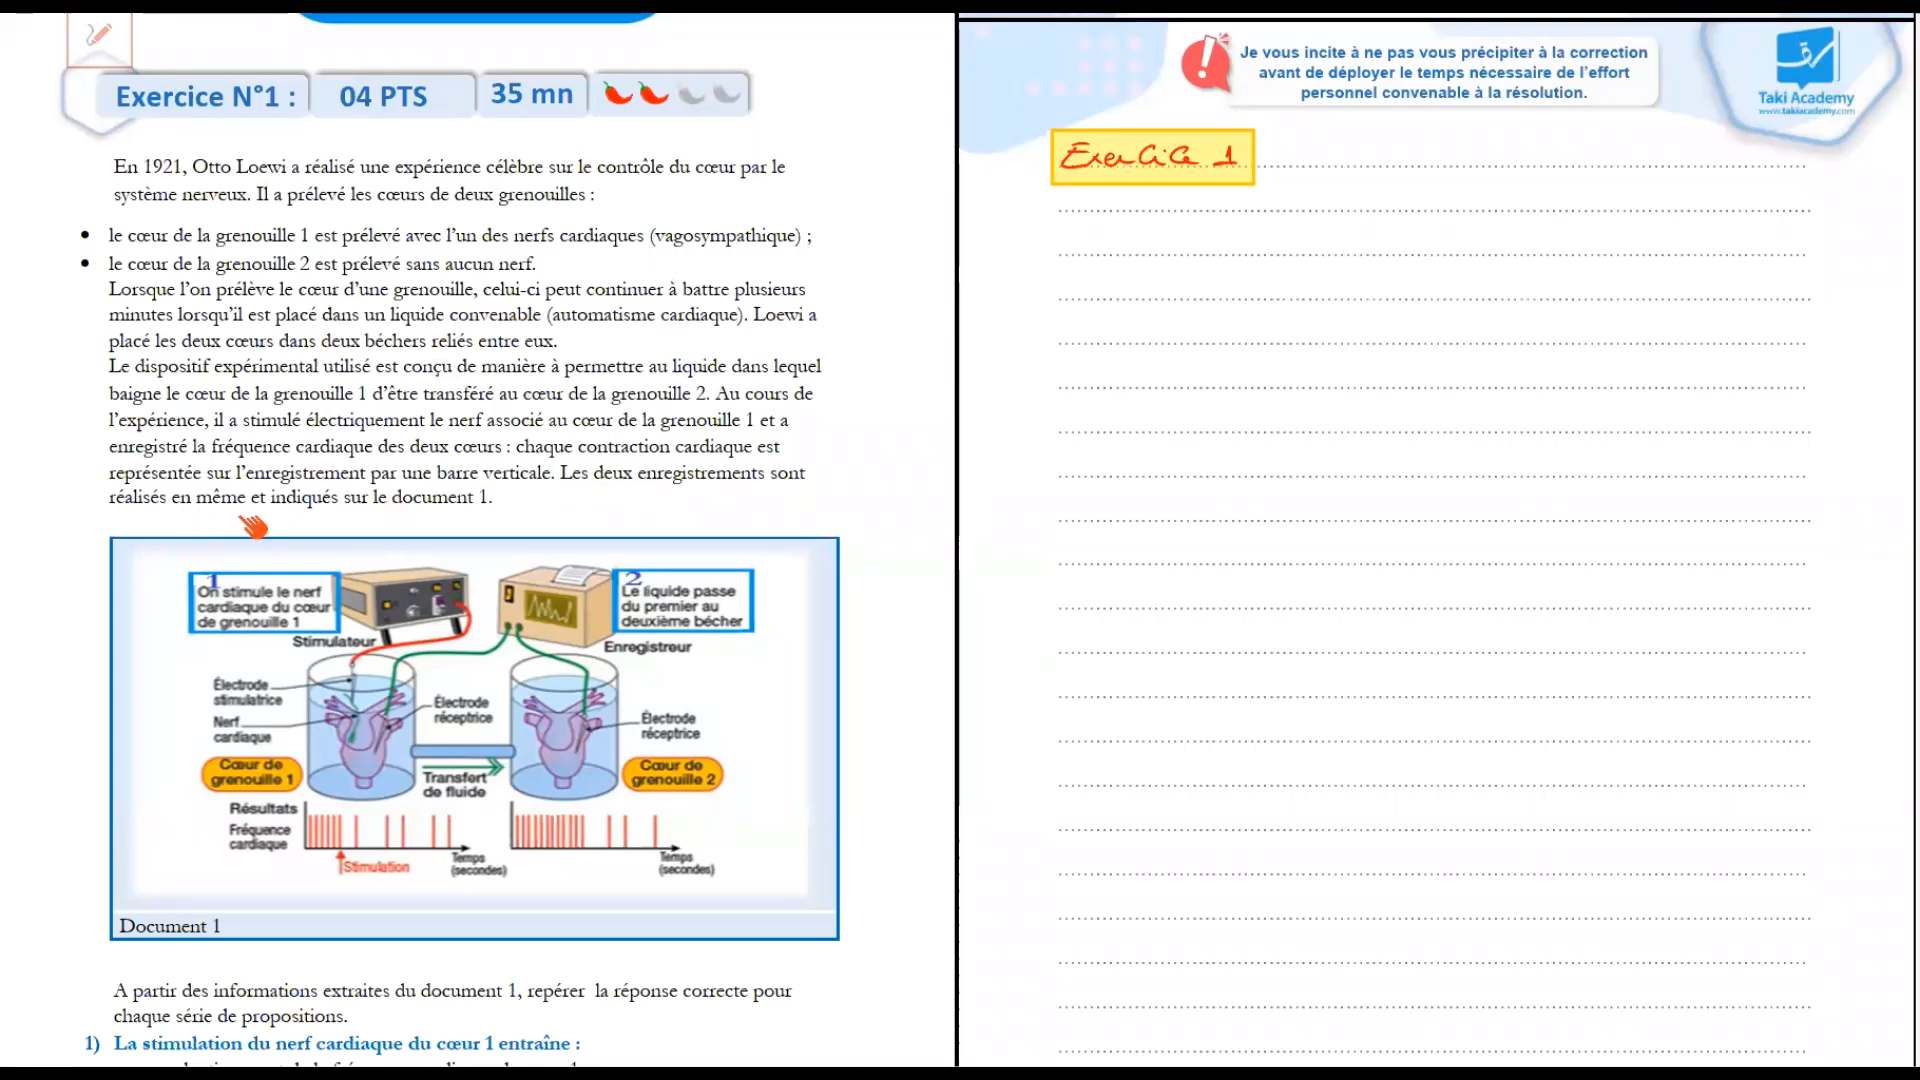 Exercice N°1 :
04 PTS
35 mn
En 1921, Otto Loewi a réalisé une expérience célèbre sur le contrôle du cœur par le
système nerveux. Il a prélevé les cœurs de deux grenouilles :
• le cœur de la grenouille 1 est prélevé avec l’un des nerfs cardiaques (vagosympathique) ;
• le cœur de la grenouille 2 est prélevé sans aucun nerf.
Lorsque l’on prélève le cœur d’une grenouille, celui-ci peut continuer à battre plusieurs
minutes lorsqu’il est placé dans un liquide convenable (automatisme cardiaque). Loewi a
placé les deux cœurs dans deux béchers reliés entre eux.
Le dispositif expérimental utilisé est conçu de manière à permettre au liquide dans lequel
baigne le cœur de la grenouille 1 d’être transféré au cœur de la grenouille 2. Au cours de
l’expérience, il a stimulé électriquement le nerf associé au cœur de la grenouille 1 et a
enregistré la fréquence cardiaque des deux cœurs : chaque contraction cardiaque est
représentée sur l’enregistrement par une barre verticale. Les deux enregistrements sont
réalisés en même et indiqués sur le document 1.
1
On stimule le nerf
cardiaque du cœur
de grenouille 1
Stimulateur
2
Le liquide passe
du premier au
deuxième bécher
Enregistreur
Électrode
stimulatrice
Nerf
cardiaque
Électrode
réceptrice
Électrode
réceptrice
Cœur de
grenouille 1
Transfert
de fluide
Cœur de
grenouille 2
Résultats
Fréquence
cardiaque
Stimulation
Temps
(secondes)
Temps
(secondes)
Document 1
A partir des informations extraites du document 1, repérer la réponse correcte pour
chaque série de propositions.
1) La stimulation du nerf cardiaque du cœur 1 entraîne :
Je vous incite à ne pas vous précipiter à la correction
avant de déployer le temps nécessaire de l’effort
personnel convenable à la résolution.
Taki Academy
www.takiacademy.com
Exercice 1